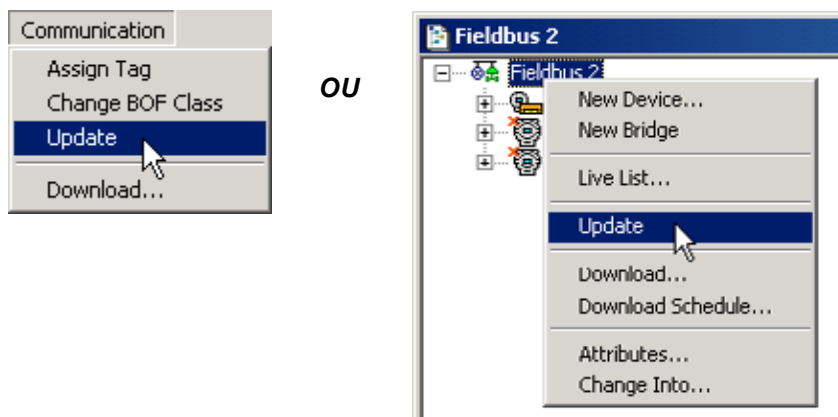 Communication
Assign Tag
Change BOF Class
Update
Download...
OU
Fieldbus 2
Fieldbus 2
New Device...
New Bridge
Live List...
Update
Download...
Download Schedule...
Attributes...
Change Into...